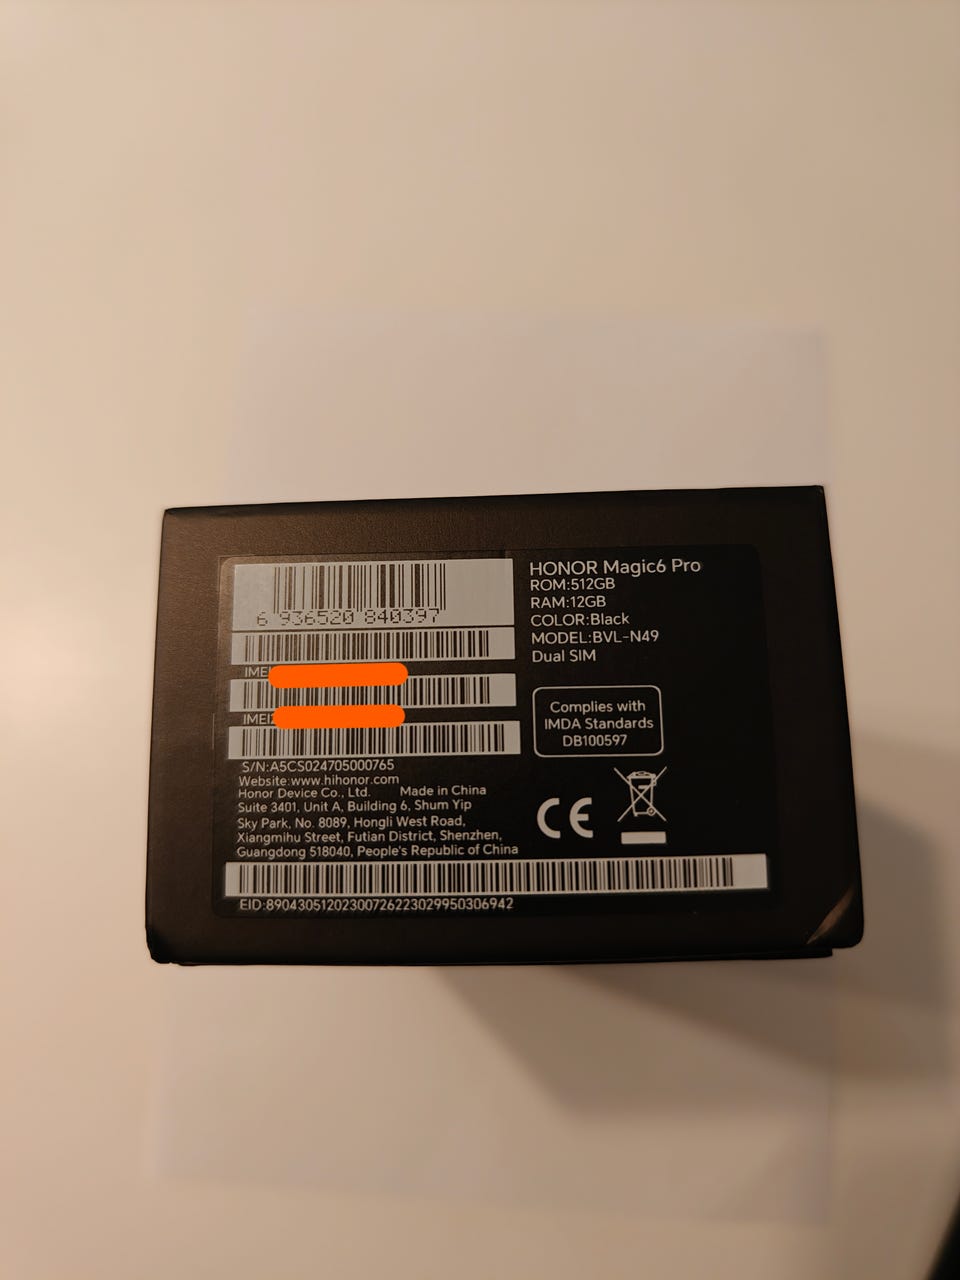 6 936520 840397
IME
IMEI2
S/N:A5CS024705000765
Website:www.hihonor.com
Honor Device Co., Ltd. Made in China
Suite 3401, Unit A, Building 6, Shum Yip
Sky Park, No. 8089, Hongli West Road,
Xiangmihu Street, Futian District, Shenzhen,
Guangdong 518040, People's Republic of China
EID:89043051202300726223029950306942
HONOR Magic6 Pro
ROM:512GB
RAM:12GB
COLOR:Black
MODEL:BVL-N49
Dual SIM
Complies with
IMDA Standards
DB100597
CE